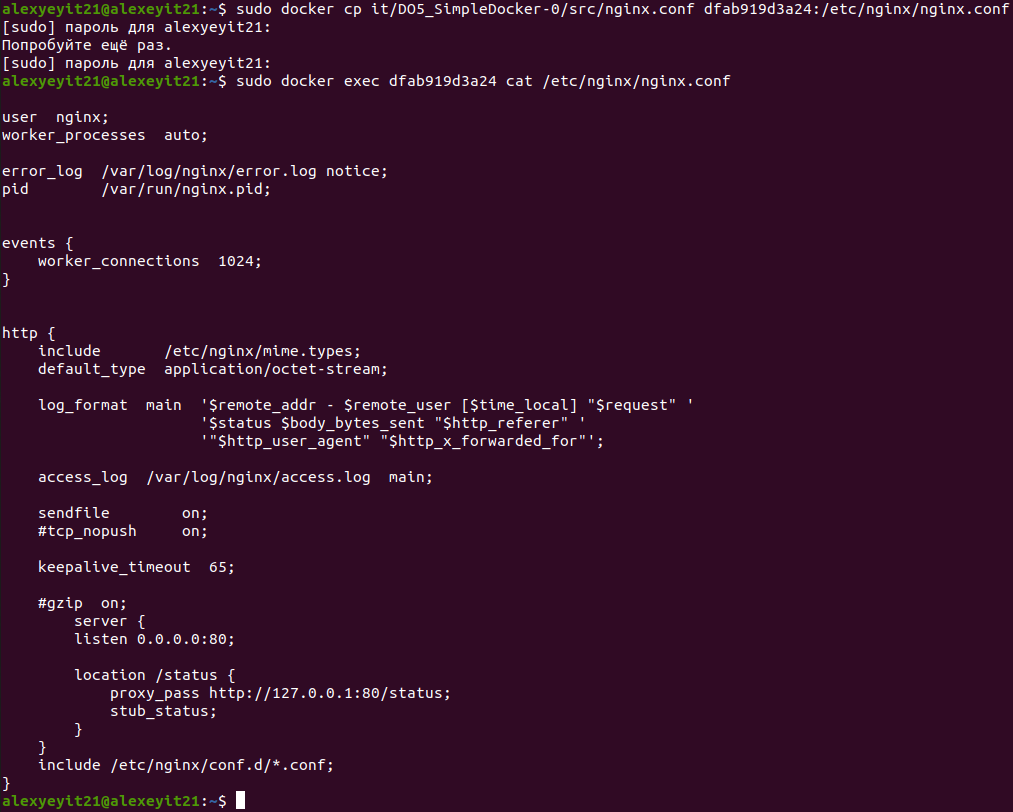 alexyeyit21@alexeyit21:~$ sudo docker cp it/DO5_SimpleDocker-0/src/nginx.conf dfab919d3a24:/etc/nginx/nginx.conf
[sudo] пароль для alexyeyit21:
Попробуйте ещё раз.
[sudo] пароль для alexyeyit21:
alexyeyit21@alexeyit21:~$ sudo docker exec dfab919d3a24 cat /etc/nginx/nginx.conf

user  nginx;
worker_processes  auto;

error_log  /var/log/nginx/error.log notice;
pid        /var/run/nginx.pid;


events {
    worker_connections  1024;
}


http {
    include       /etc/nginx/mime.types;
    default_type  application/octet-stream;

    log_format  main  '$remote_addr - $remote_user [$time_local] "$request" '
                      '$status $body_bytes_sent "$http_referer" '
                      '"$http_user_agent" "$http_x_forwarded_for"';

    access_log  /var/log/nginx/access.log  main;

    sendfile        on;
    #tcp_nopush     on;

    keepalive_timeout  65;

    #gzip  on;
        server {
        listen 0.0.0.0:80;

        location /status {
            proxy_pass http://127.0.0.1:80/status;
            stub_status;
        }
    }
    include /etc/nginx/conf.d/*.conf;
}
alexyeyit21@alexeyit21:~$